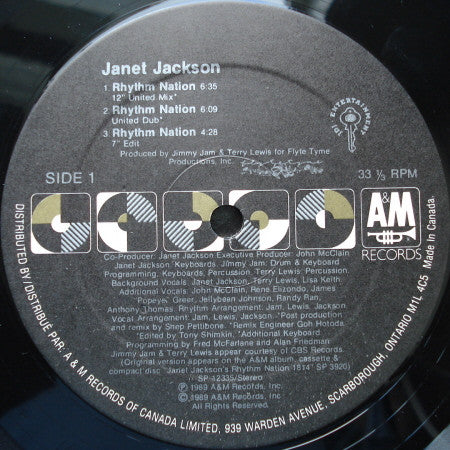 Janet Jackson
1. Rhythm Nation 6:35
12" United Mix*
2. Rhythm Nation 6:09
United Dub*
3. Rhythm Nation 4:28
7" Edit
Produced by Jimmy Jam & Terry Lewis for Flyte Tyme
Productions, Inc.
JDJ ENTERTAINMENT
SIDE 1
33 ⅓ RPM
A&M
RECORDS
Made In Canada.
Co-Producer: Janet Jackson Executive Producer: John McClain
Janet Jackson: Keyboards, Jimmy Jam: Drum & Keyboard
Programming, Keyboards, Percussion, Terry Lewis: Percussion.
Background Vocals: Janet Jackson, Terry Lewis, Lisa Keith.
Additional Vocals: John McClain, Rene Elizondo, James
"Popeye" Greer, Jellybean Johnson, Randy Ran,
Anthony Thomas, Rhythm Arrangement: Jam, Lewis, Jackson.
Vocal Arrangement: Jam, Lewis, Jackson. *Post production
and remix by Shep Pettibone *Remix Engineer Goh Hotoda.
*Edited by Tony Shimkin. *Additional Keyboard
Programming by Fred McFarlane and Alan Friedman
Jimmy Jam & Terry Lewis appear courtesy of CBS Records.
(Original version appears on the A&M album, cassette &
compact disc "Janet Jackson's Rhythm Nation 1814" SP 3920)
SP-12335/Stereo
℗ 1989 A&M Records, Inc.
© 1989 A&M Records, Inc.
All Rights Reserved.
DISTRIBUTED BY/DISTRIBUÉ PAR: A & M RECORDS OF CANADA LIMITED, 939 WARDEN AVENUE, SCARBOROUGH, ONTARIO M1L 4C5